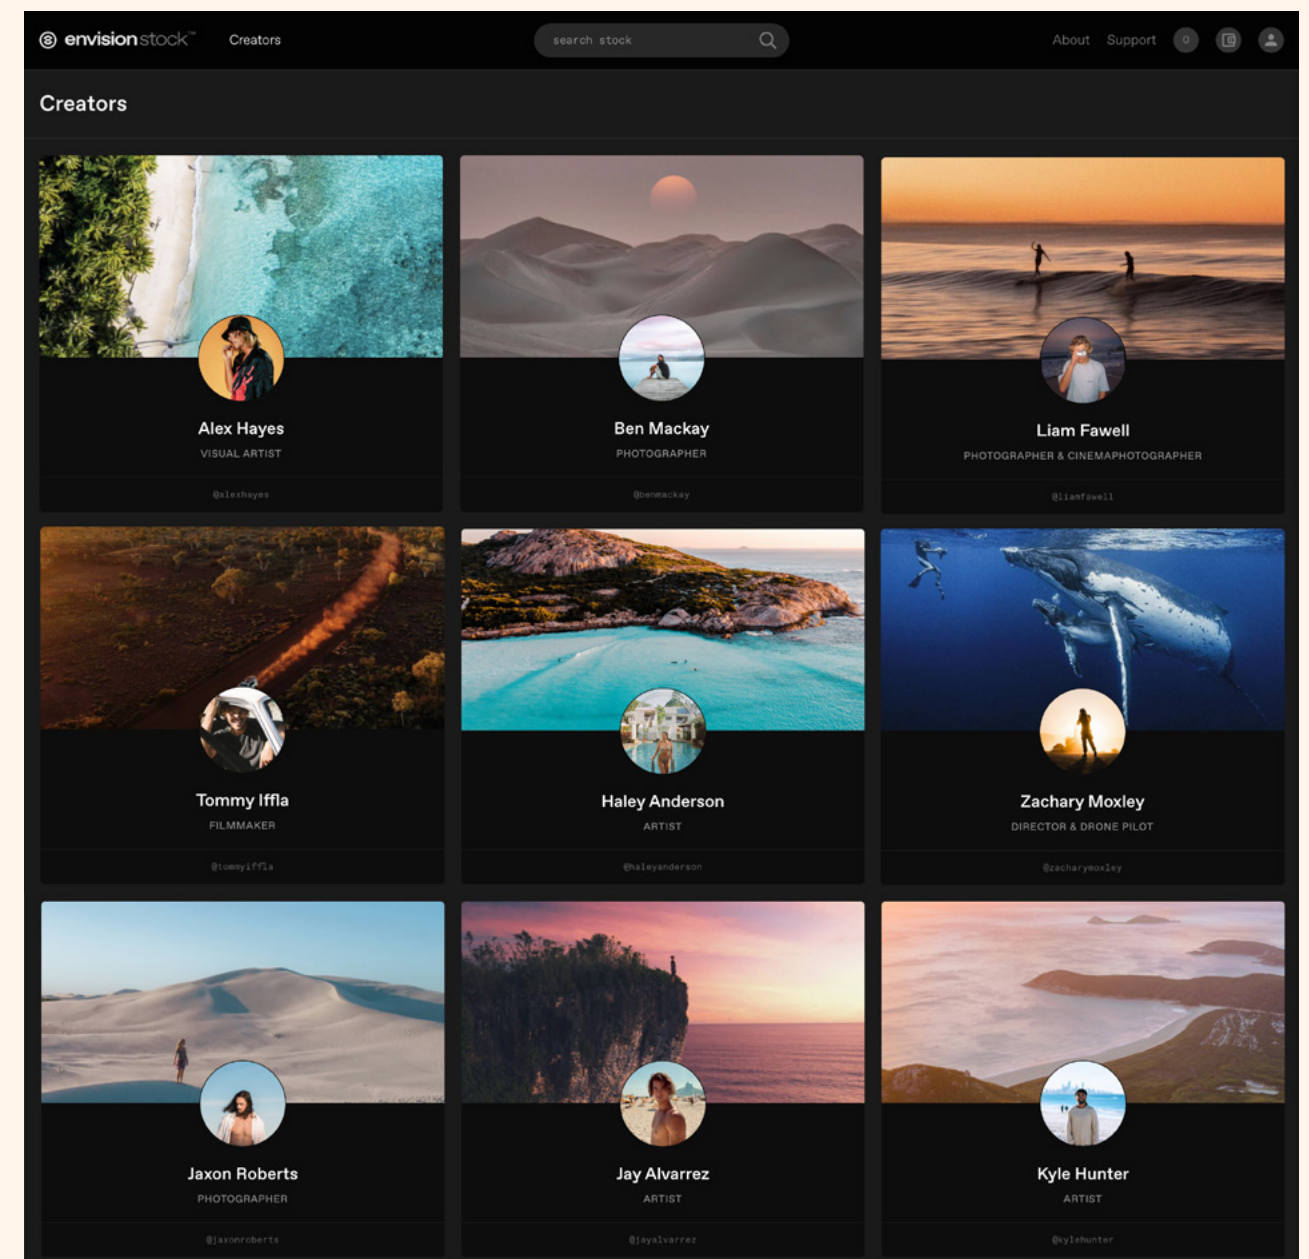 envisionstock™
Creators
search stock
About
Support
0
Creators
Alex Hayes
VISUAL ARTIST
@alexhayes
Ben Mackay
PHOTOGRAPHER
@benmackay
Liam Fawell
PHOTOGRAPHER & CINEMAPHOTOGRAPHER
@liamfawell
Tommy Iffla
FILMMAKER
@tommyiffla
Haley Anderson
ARTIST
@haleyanderson
Zachary Moxley
DIRECTOR & DRONE PILOT
@zacharymoxley
Jaxon Roberts
PHOTOGRAPHER
@jaxonroberts
Jay Alvarrez
ARTIST
@jayalvarrez
Kyle Hunter
ARTIST
@kylehunter